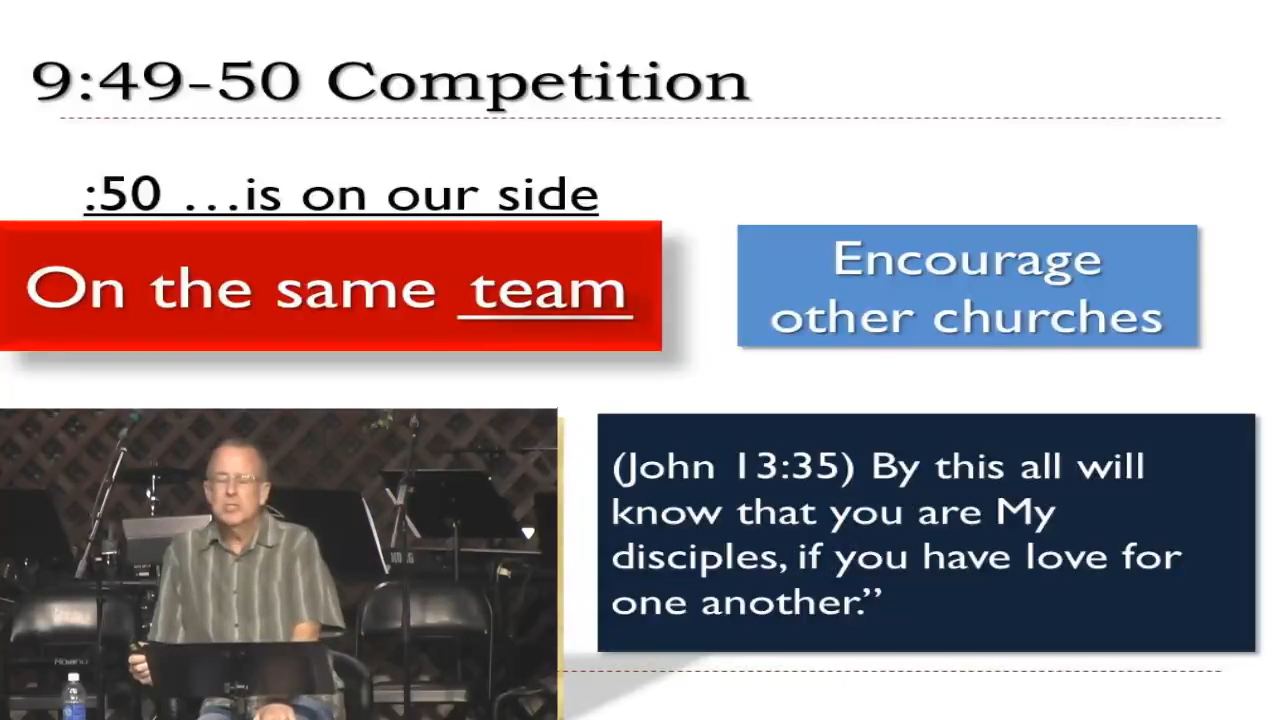 9:49-50 Competition
:50 …is on our side
On the same team
Encourage
other churches
(John 13:35) By this all will
know that you are My
disciples, if you have love for
one another.”
Roland